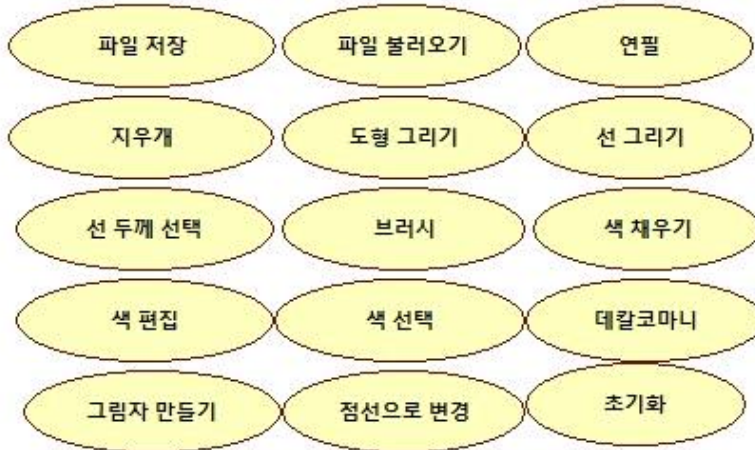 파일 저장
파일 불러오기
연필
지우개
도형 그리기
선 그리기
선 두께 선택
브러시
색 채우기
색 편집
색 선택
데칼코마니
그림자 만들기
점선으로 변경
초기화